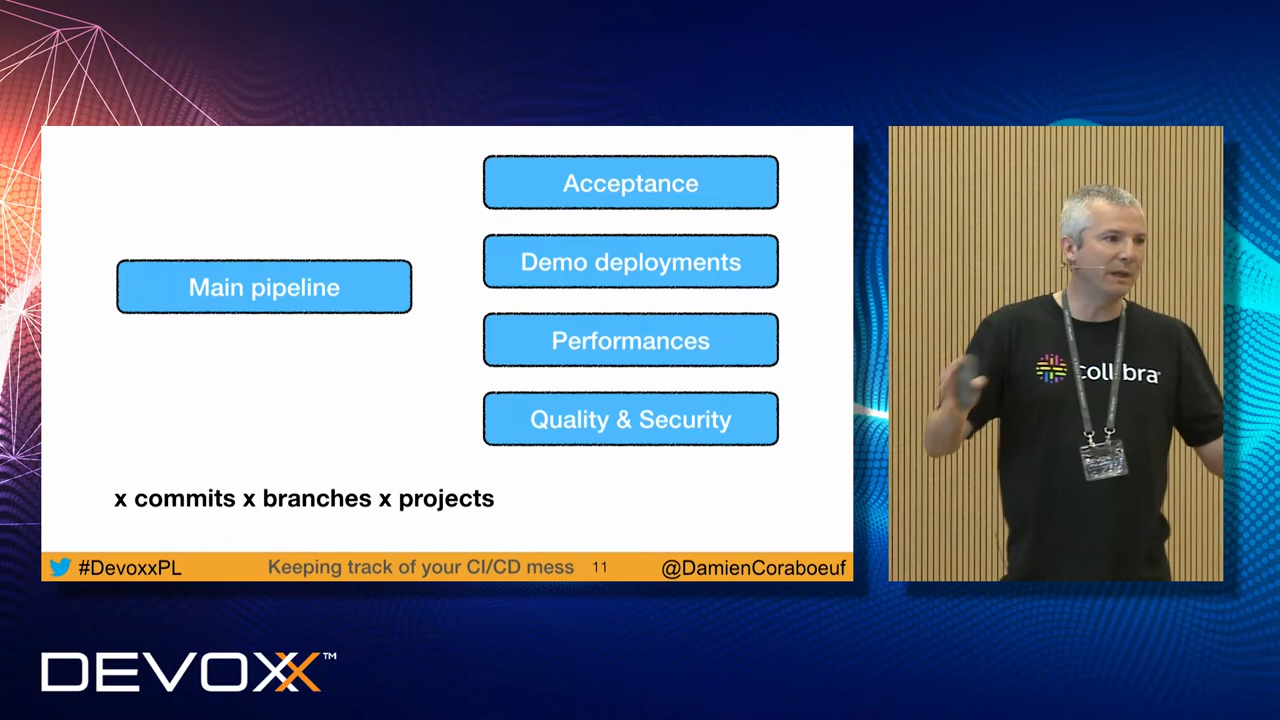 Main pipeline
Acceptance
Demo deployments
Performances
Quality & Security
x commits x branches x projects
#DevoxxPL
Keeping track of your CI/CD mess
11
@DamienCoraboeuf
collibra
DEVOXX™